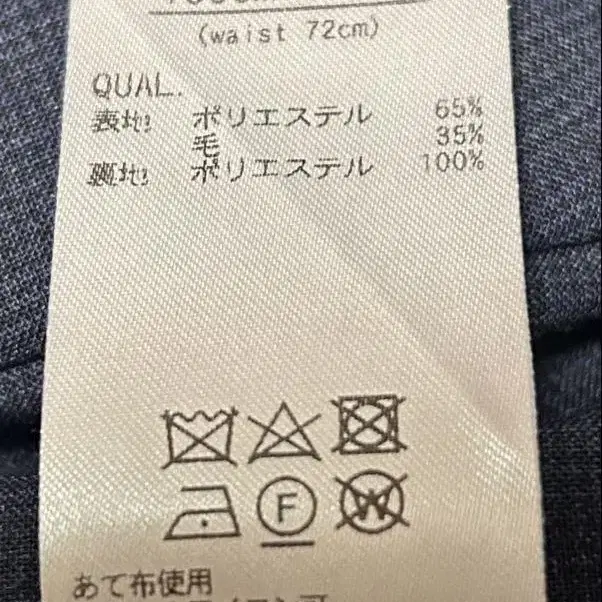 (waist 72cm)
QUAL.
表地 ポリエステル 65%
毛 35%
裏地 ポリエステル 100%
F
W
あて布使用